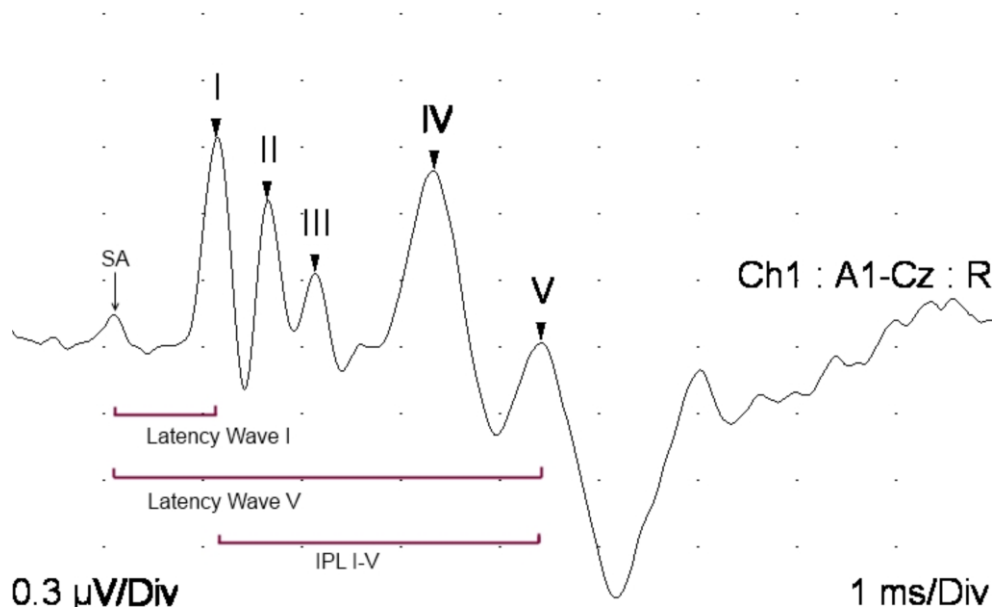 I
II
III
IV
V
SA
Ch1 : A1-Cz : R
Latency Wave I
Latency Wave V
IPL I-V
0.3 µV/Div
1 ms/Div